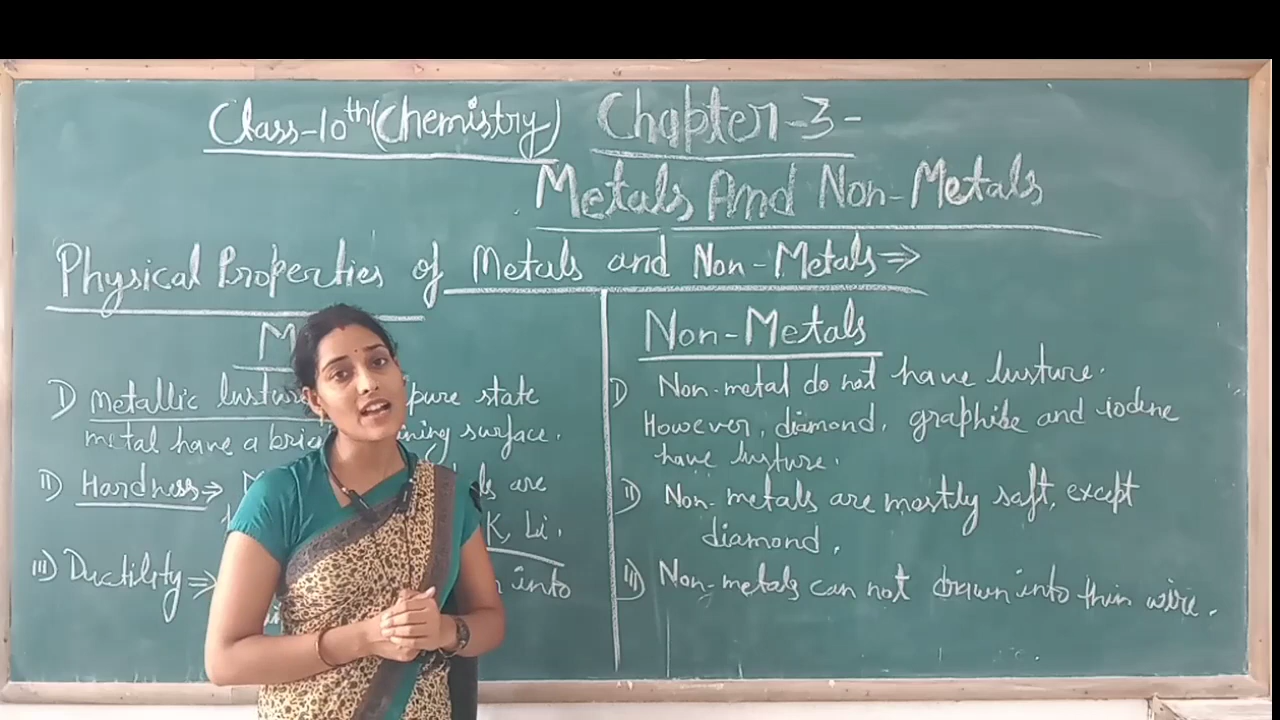 Class-10th (Chemistry) Chapter-3-
Metals And Non-Metals
Physical Properties of Metals and Non-Metals⇒
M
I) Metallic lusture pure state
metal have a ning surface.
II) Hardness⇒ are
K, Li.
III) Ductility⇒ into
Non-Metals
I) Non-metal do not have lusture.
However, diamond, graphite and iodine
have lusture.
II) Non-metals are mostly soft, except
diamond.
III) Non-metals can not drawn into thin wire.